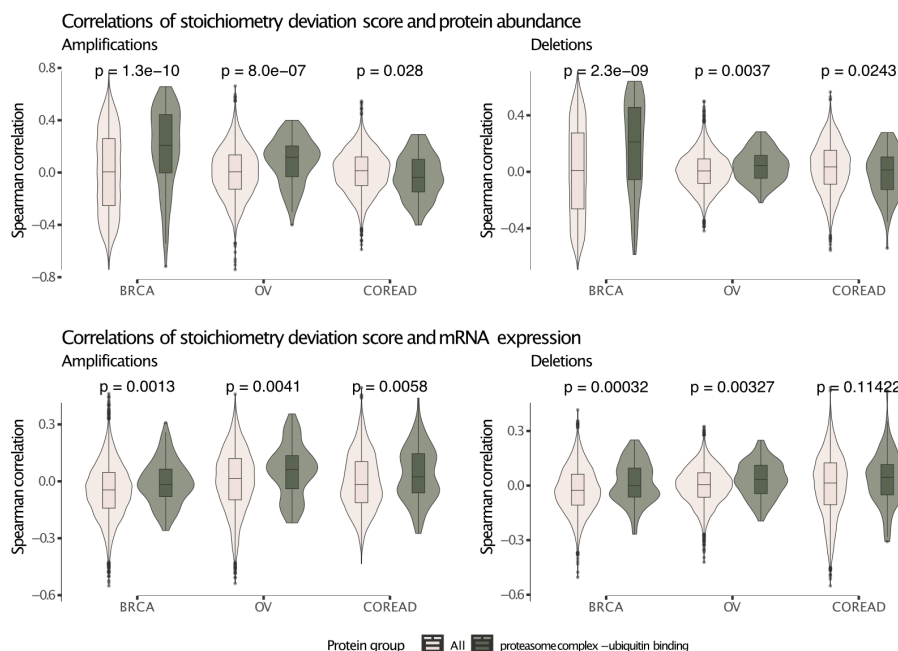 Correlations of stoichiometry deviation score and protein abundance
Amplifications
Deletions
p = 1.3e-10
p = 8.0e-07
p = 0.028
p = 2.3e-09
p = 0.0037
p = 0.0243
Spearman correlation
0.8
0.4
0.0
−0.4
−0.8
BRCA
OV
COREAD
Spearman correlation
0.4
0.0
−0.4
BRCA
OV
COREAD
Correlations of stoichiometry deviation score and mRNA expression
Amplifications
Deletions
p = 0.0013
p = 0.0041
p = 0.0058
p = 0.00032
p = 0.00327
p = 0.11422
Spearman correlation
0.3
0.0
−0.3
−0.6
BRCA
OV
COREAD
Spearman correlation
0.3
0.0
−0.3
−0.6
BRCA
OV
COREAD
Protein group All proteasome complex −ubiquitin binding